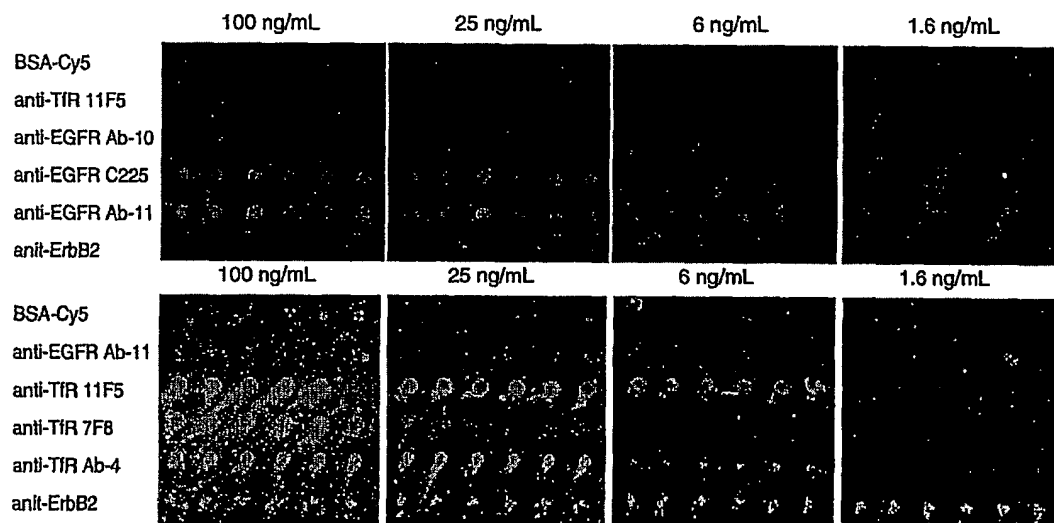 100 ng/mL 25 ng/mL 6 ng/mL 1.6 ng/mL
BSA-Cy5
anti-TfR 11F5
anti-EGFR Ab-10
anti-EGFR C225
anti-EGFR Ab-11
anit-ErbB2
100 ng/mL 25 ng/mL 6 ng/mL 1.6 ng/mL
BSA-Cy5
anti-EGFR Ab-11
anti-TfR 11F5
anti-TfR 7F8
anti-TfR Ab-4
anit-ErbB2